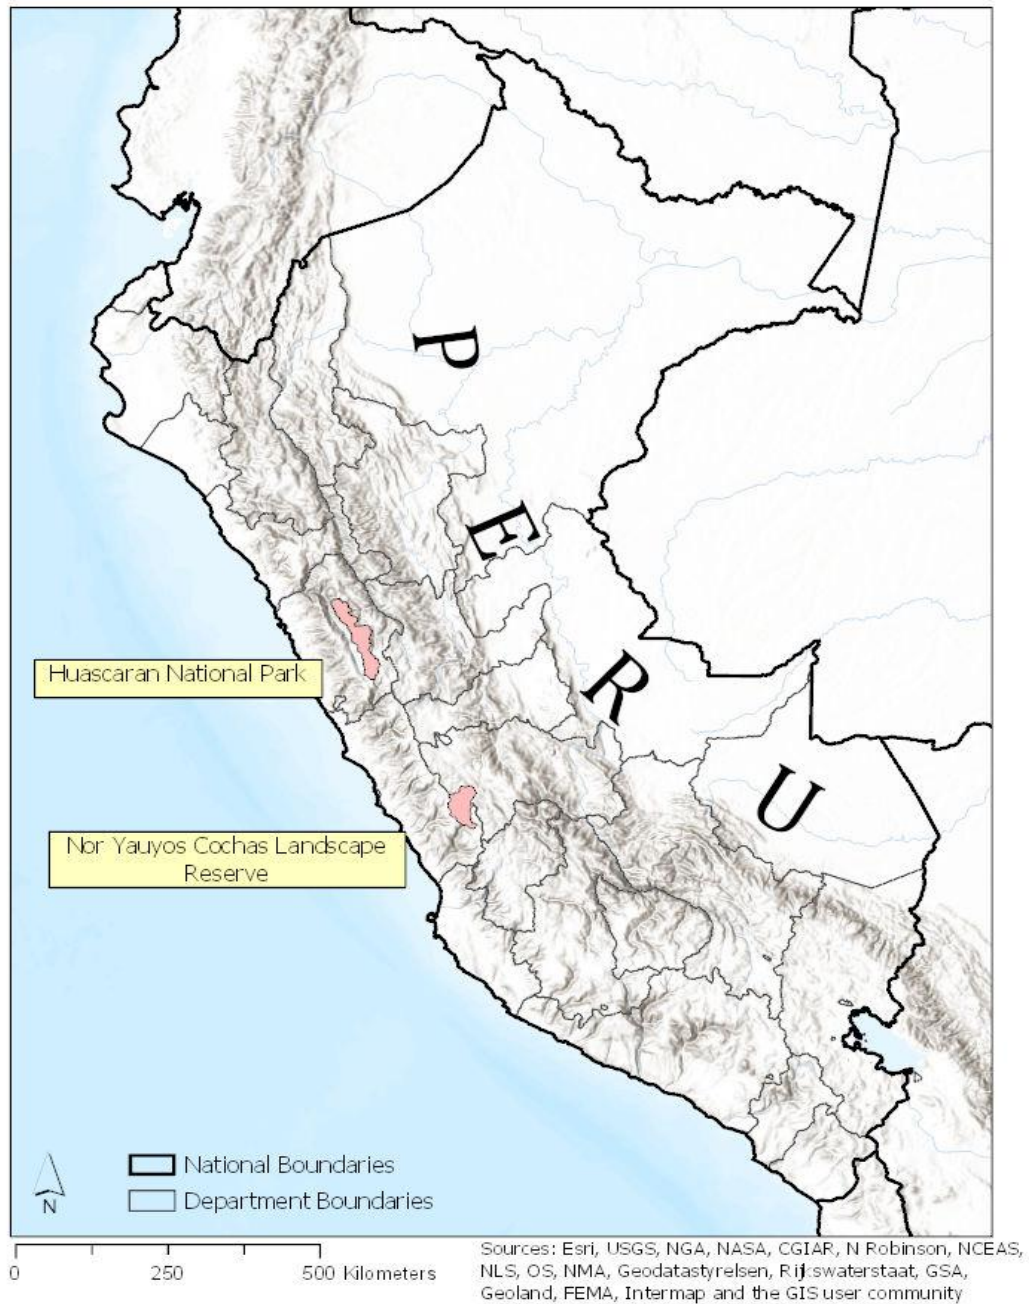 P
E
R
U
Huascaran National Park
Nor Yauyos Cochas Landscape
Reserve
National Boundaries
Department Boundaries
N
0 250 500 Kilometers
Sources: Esri, USGS, NGA, NASA, CGIAR, N Robinson, NCEAS,
NLS, OS, NMA, Geodatastyrelsen, Rijkswaterstaat, GSA,
Geoland, FEMA, Intermap and the GIS user community